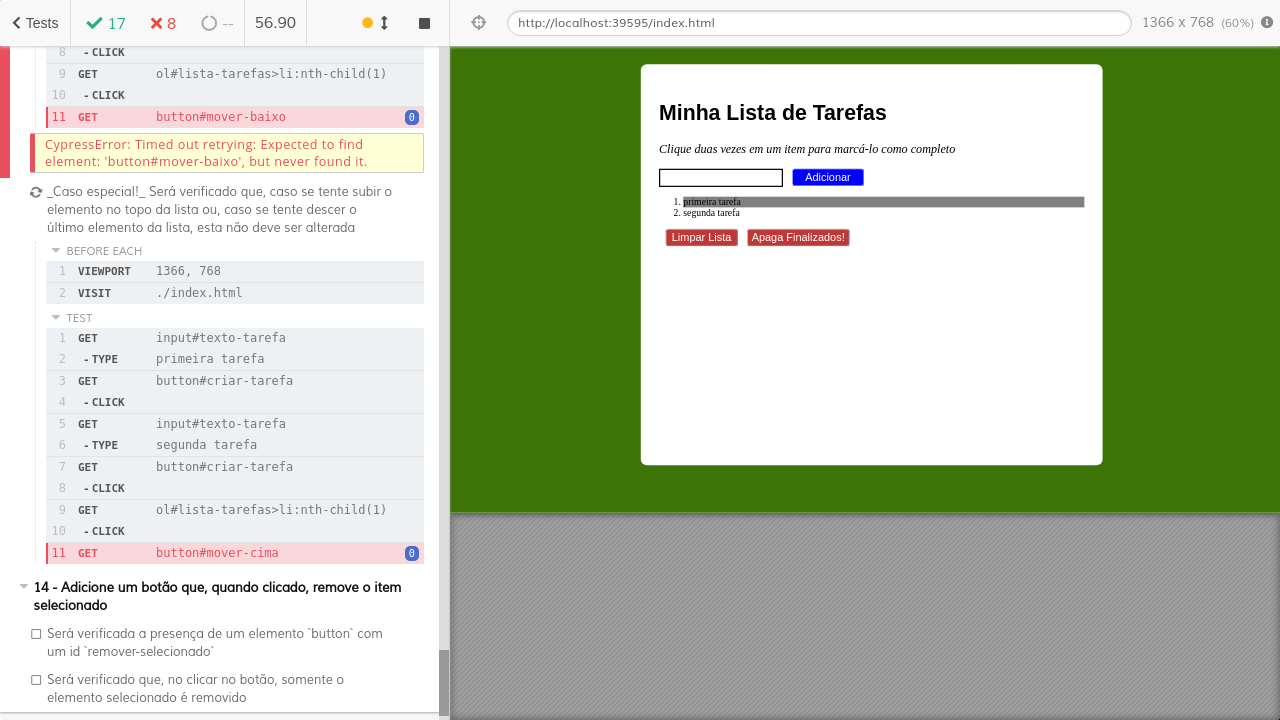 Tests 17 8 -- 56.90
8 -CLICK
9 GET ol#lista-tarefas>li:nth-child(1)
10 -CLICK
11 GET button#mover-baixo 0
CypressError: Timed out retrying: Expected to find
element: 'button#mover-baixo', but never found it.
_Caso especial!_ Será verificado que, caso se tente subir o
elemento no topo da lista ou, caso se tente descer o
último elemento da lista, esta não deve ser alterada
BEFORE EACH
1 VIEWPORT 1366, 768
2 VISIT ./index.html
TEST
1 GET input#texto-tarefa
2 -TYPE primeira tarefa
3 GET button#criar-tarefa
4 -CLICK
5 GET input#texto-tarefa
6 -TYPE segunda tarefa
7 GET button#criar-tarefa
8 -CLICK
9 GET ol#lista-tarefas>li:nth-child(1)
10 -CLICK
11 GET button#mover-cima 0
14 - Adicione um botão que, quando clicado, remove o item
selecionado
Será verificada a presença de um elemento `button` com
um id `remover-selecionado`
Será verificado que, no clicar no botão, somente o
elemento selecionado é removido
http://localhost:39595/index.html 1366 x 768 (60%)
Minha Lista de Tarefas
Clique duas vezes em um item para marcá-lo como completo
Adicionar
1. primeira tarefa
2. segunda tarefa
Limpar Lista Apaga Finalizados!